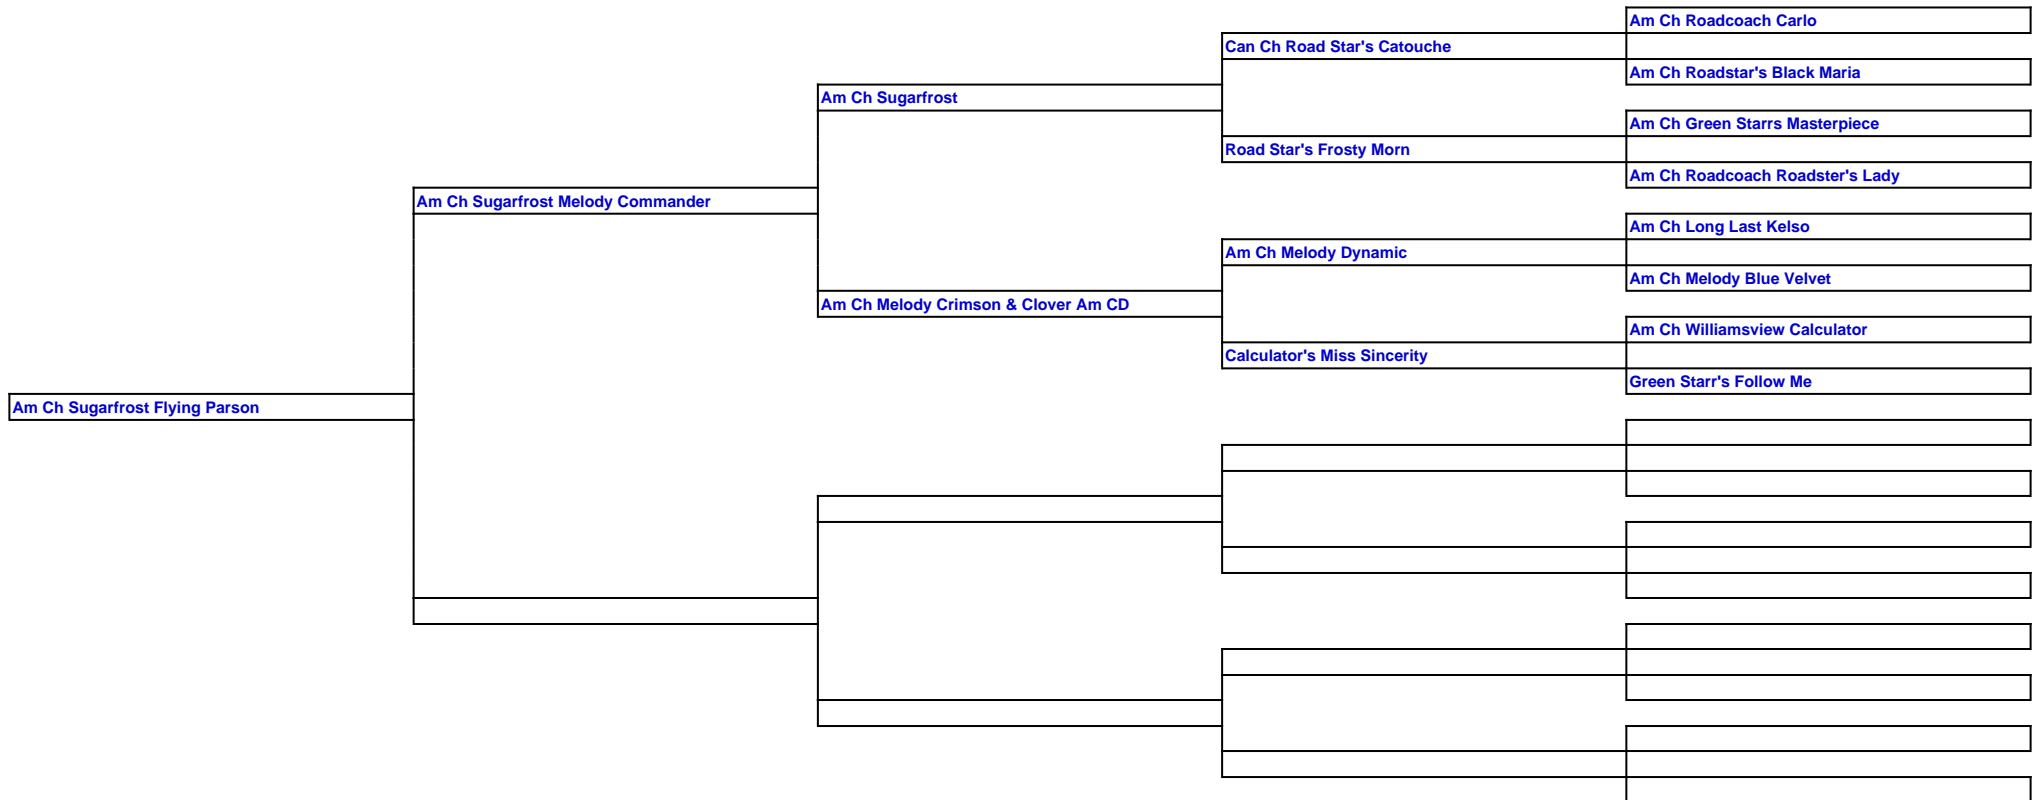 Am Ch Roadcoach Carlo
Can Ch Road Star's Catouche
Am Ch Roadstar's Black Maria
Am Ch Sugarfrost
Am Ch Green Starrs Masterpiece
Road Star's Frosty Morn
Am Ch Roadcoach Roadster's Lady
Am Ch Sugarfrost Melody Commander
Am Ch Long Last Kelso
Am Ch Melody Dynamic
Am Ch Melody Blue Velvet
Am Ch Melody Crimson & Clover Am CD
Am Ch Williamsview Calculator
Calculator's Miss Sincerity
Green Starr's Follow Me
Am Ch Sugarfrost Flying Parson